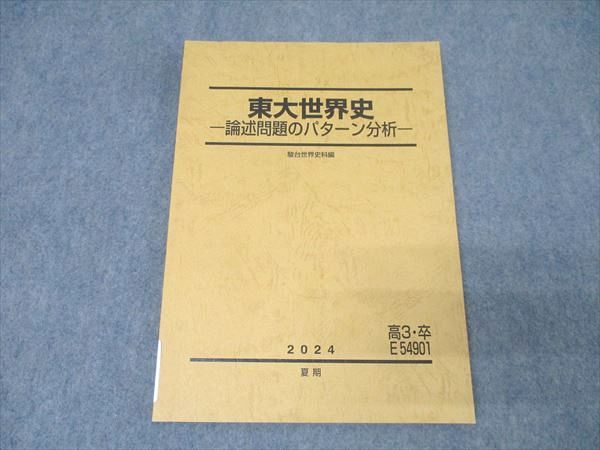 東大世界史
―論述問題のパターン分析―
駿台世界史科編
高3・卒
2024
E54901
夏期